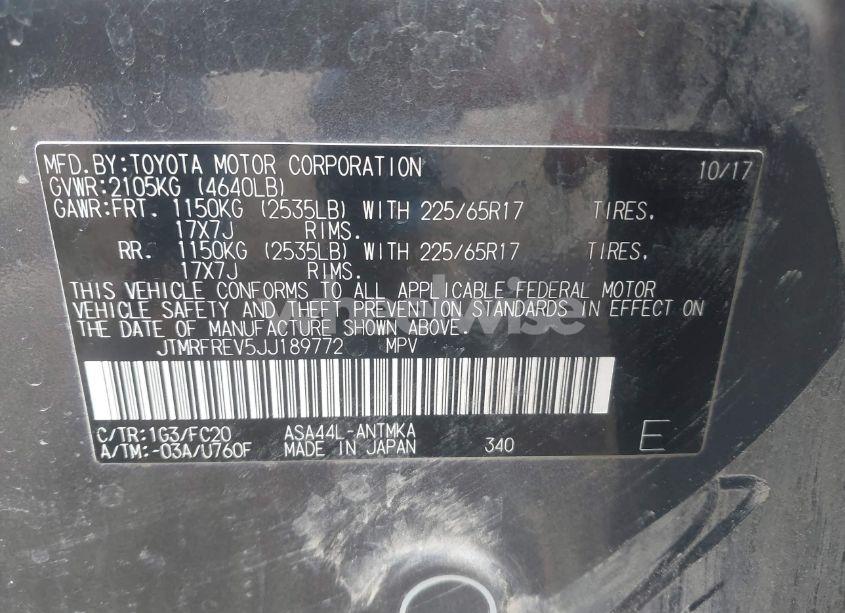 MFD.BY:TOYOTA MOTOR CORPORATION 10/17
GVWR:2105KG (4640LB)
GAWR:FRT. 1150KG (2535LB) WITH 225/65R17 TIRES.
17X7J RIMS.
RR. 1150KG (2535LB) WITH 225/65R17 TIRES.
17X7J RIMS.
THIS VEHICLE CONFORMS TO ALL APPLICABLE FEDERAL MOTOR
VEHICLE SAFETY AND THEFT PREVENTION STANDARDS IN EFFECT ON
THE DATE OF MANUFACTURE SHOWN ABOVE.
JTMRFREV5JJ189772 MPV
C/TR:1G3/FC20 ASA44L-ANTMKA
A/TM:-03A/U760F MADE IN JAPAN 340 E